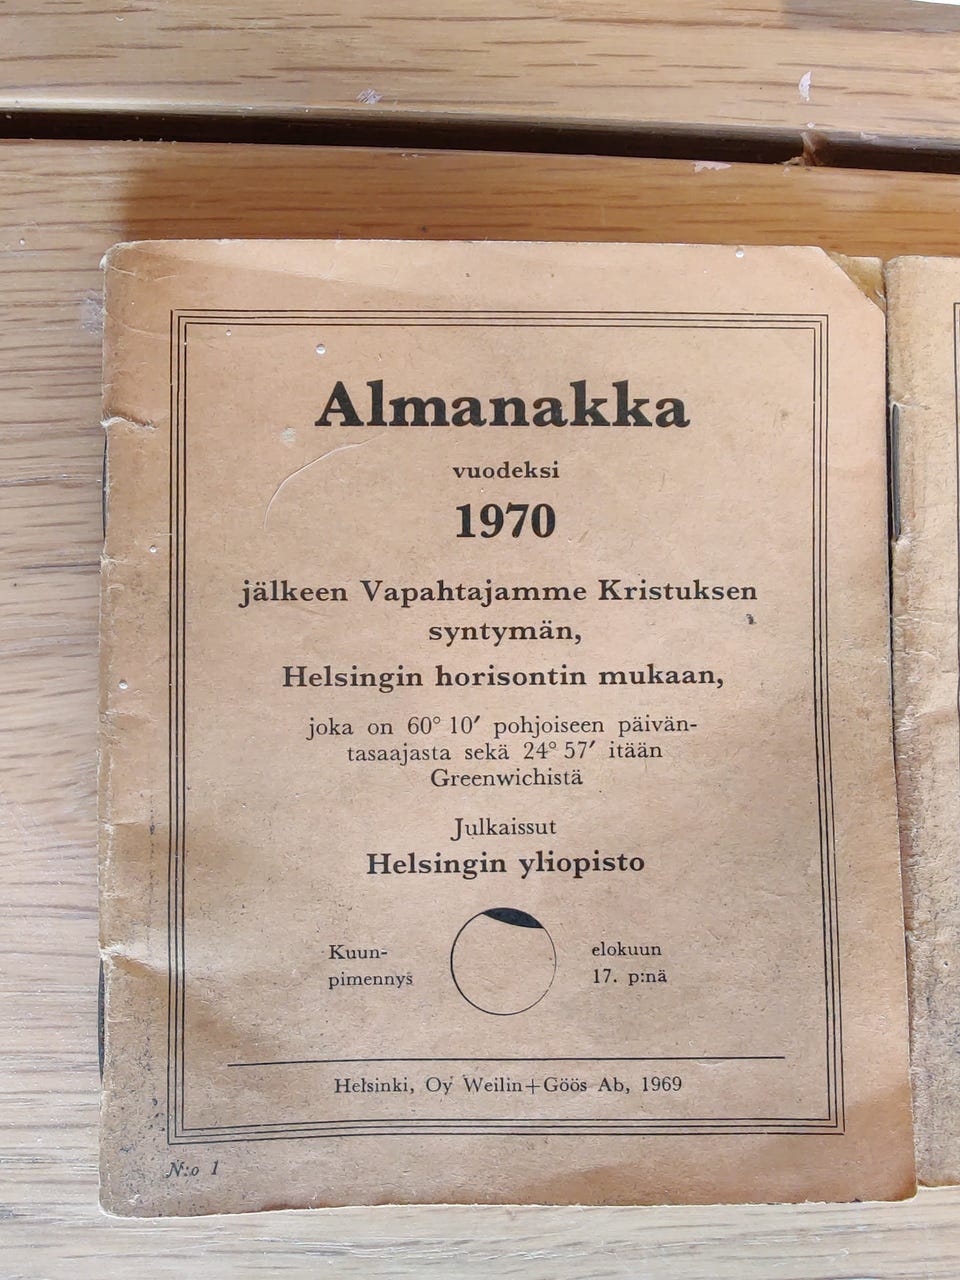 Almanakka
vuodeksi
1970
jälkeen Vapahtajamme Kristuksen
syntymän,
Helsingin horisontin mukaan,
joka on 60° 10′ pohjoiseen päivän-
tasaajasta sekä 24° 57′ itään
Greenwichistä
Julkaissut
Helsingin yliopisto
Kuun-
pimennys
elokuun
17. p:nä
Helsinki, Oy Weilin+Göös Ab, 1969
N:o 1